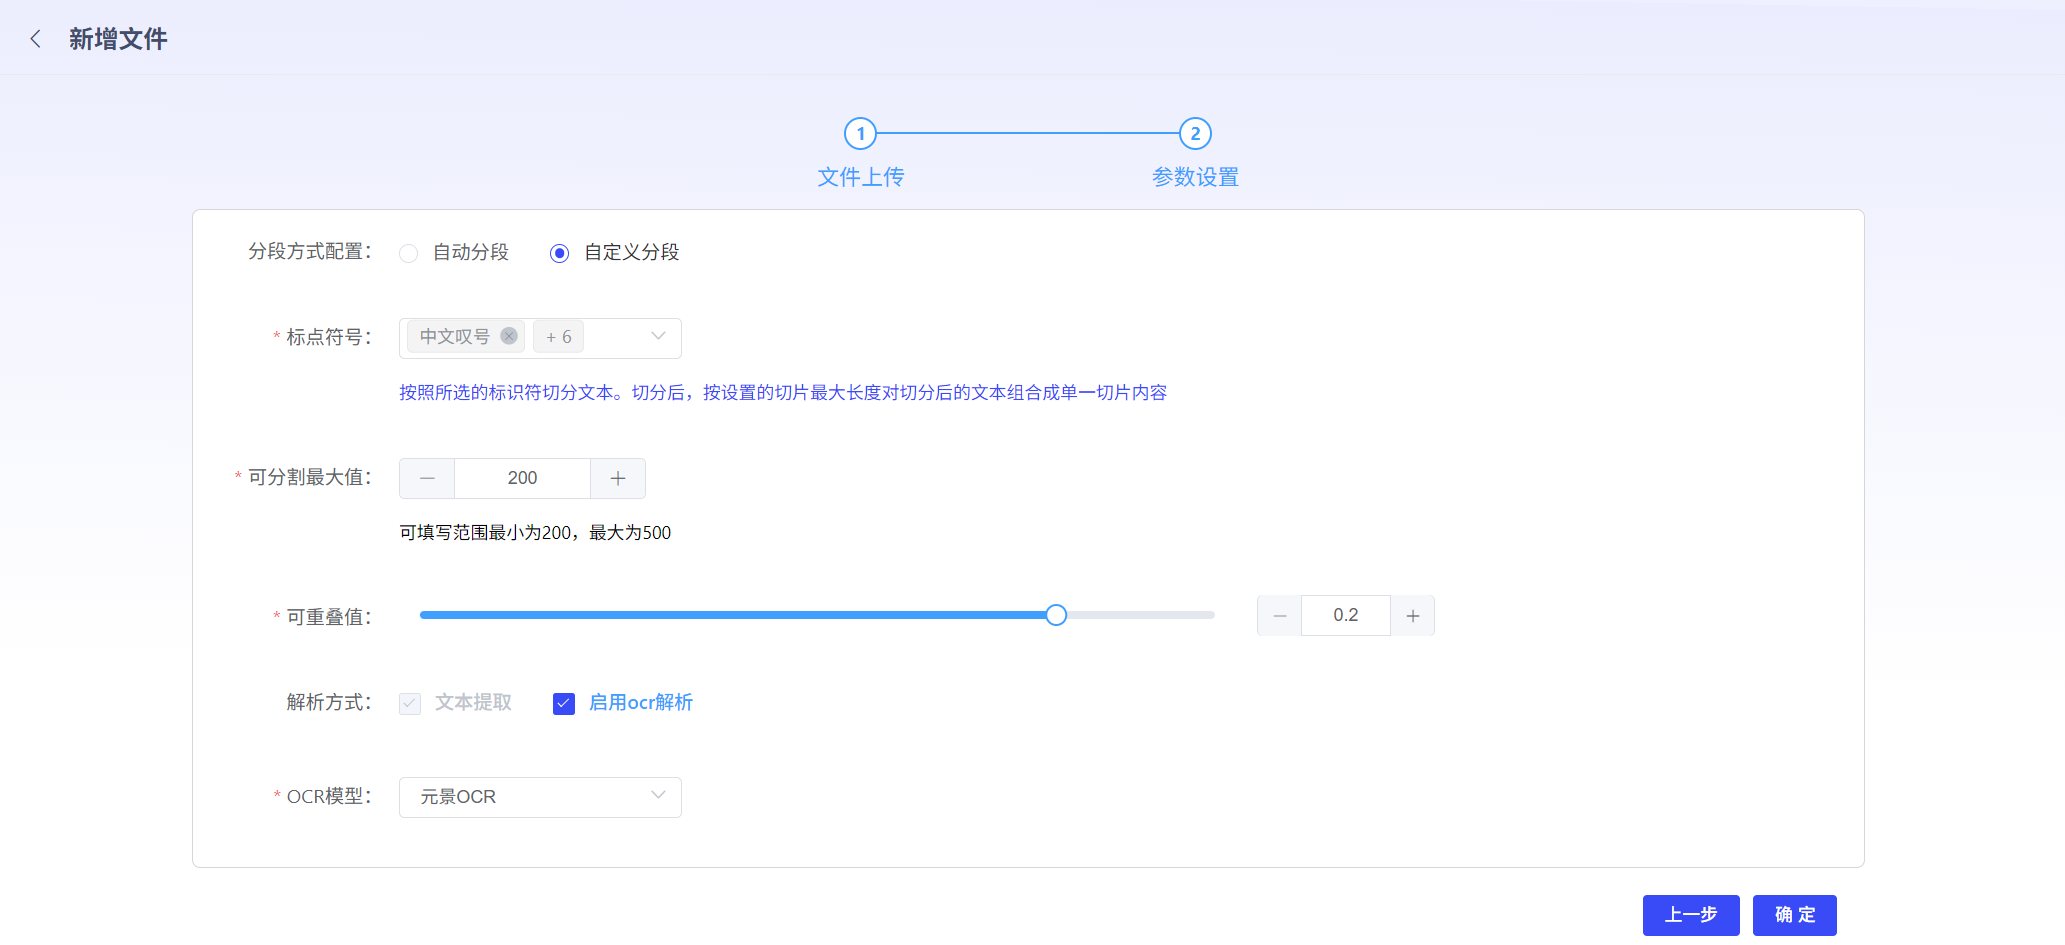 新增文件
1
2
文件上传
参数设置
分段方式配置： 自动分段 自定义分段
* 标点符号： 中文叹号 + 6
按照所选的标识符切分文本。切分后，按设置的切片最大长度对切分后的文本组合成单一切片内容
* 可分割最大值： 200
可填写范围最小为200，最大为500
* 可重叠值： 0.2
解析方式： 文本提取 启用ocr解析
* OCR模型： 元景OCR
上一步 确 定